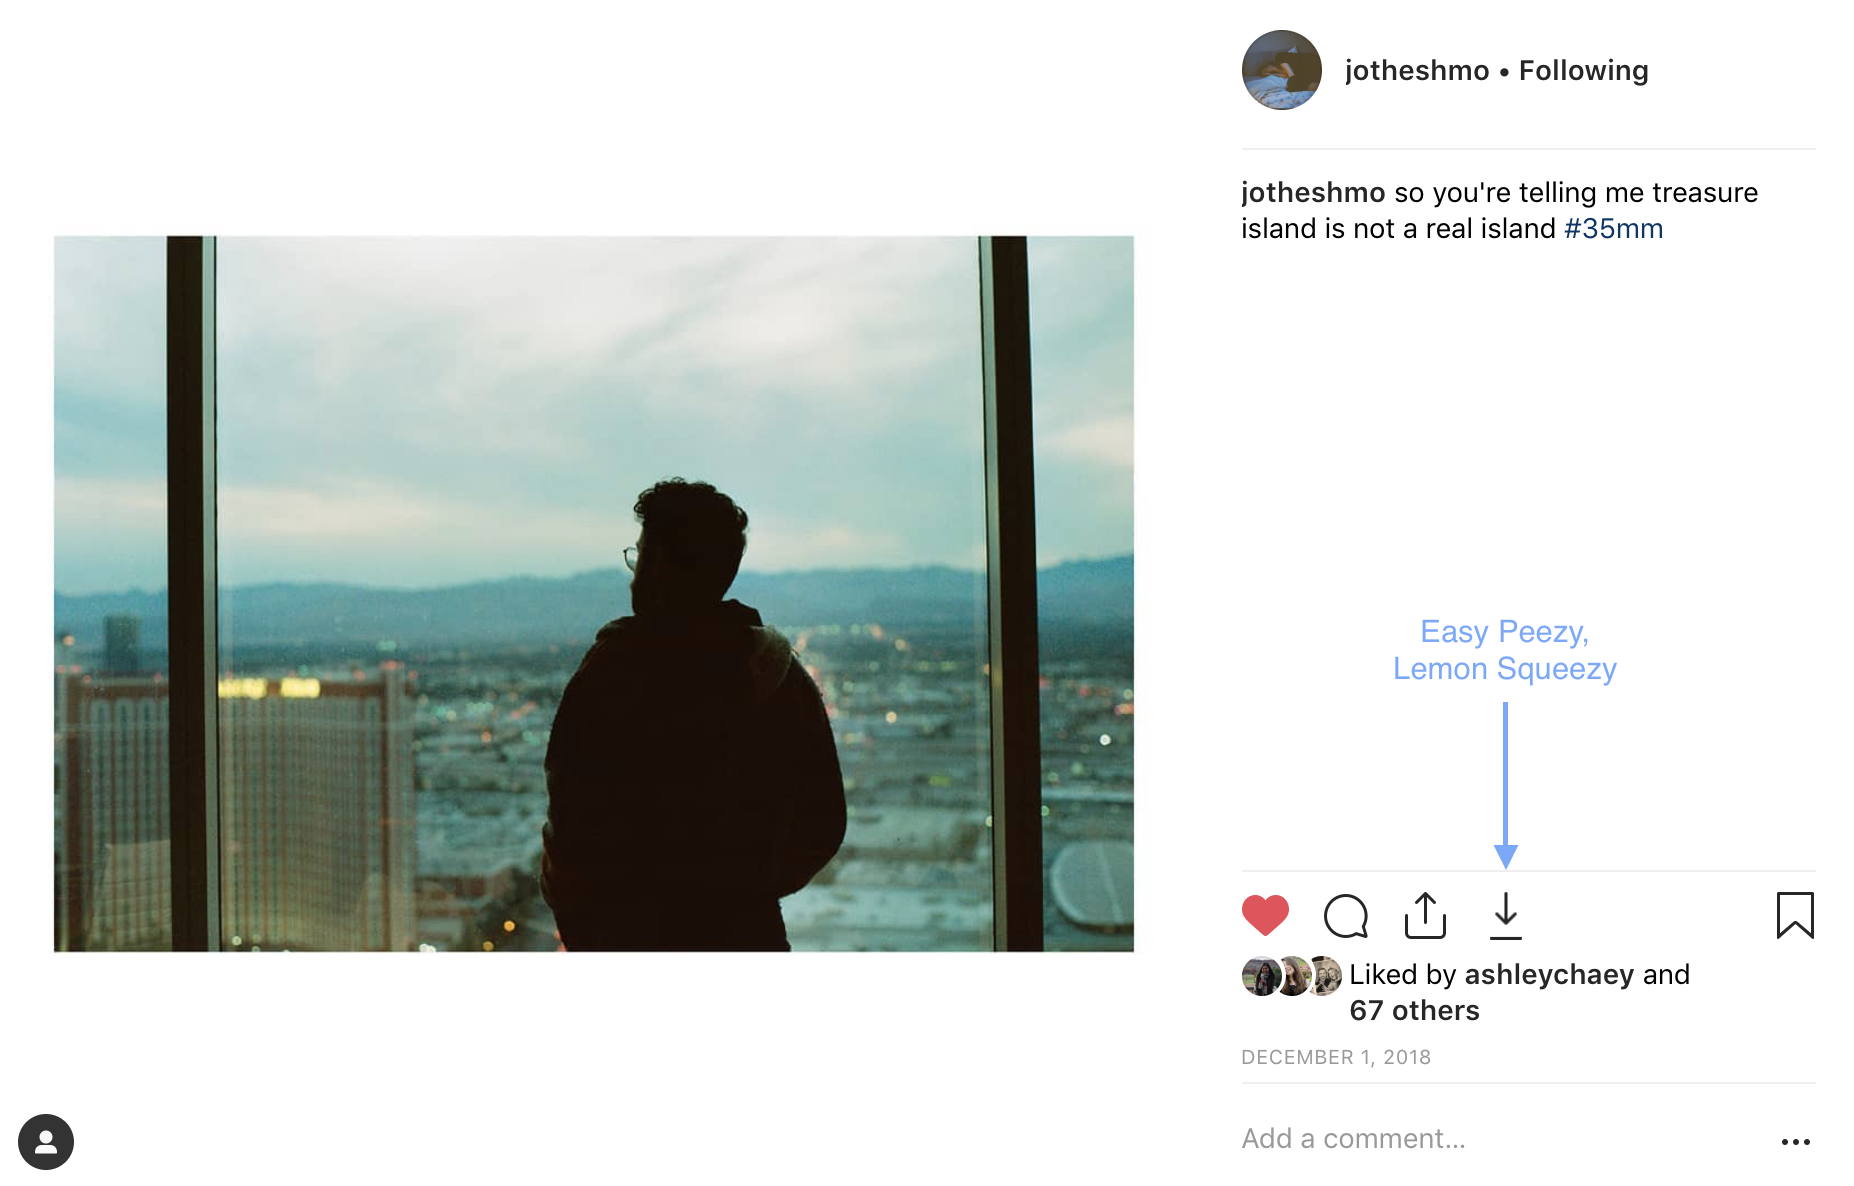 jotheshmo • Following
jotheshmo so you're telling me treasure
island is not a real island #35mm
Easy Peezy,
Lemon Squeezy
Liked by ashleychaey and
67 others
DECEMBER 1, 2018
Add a comment...